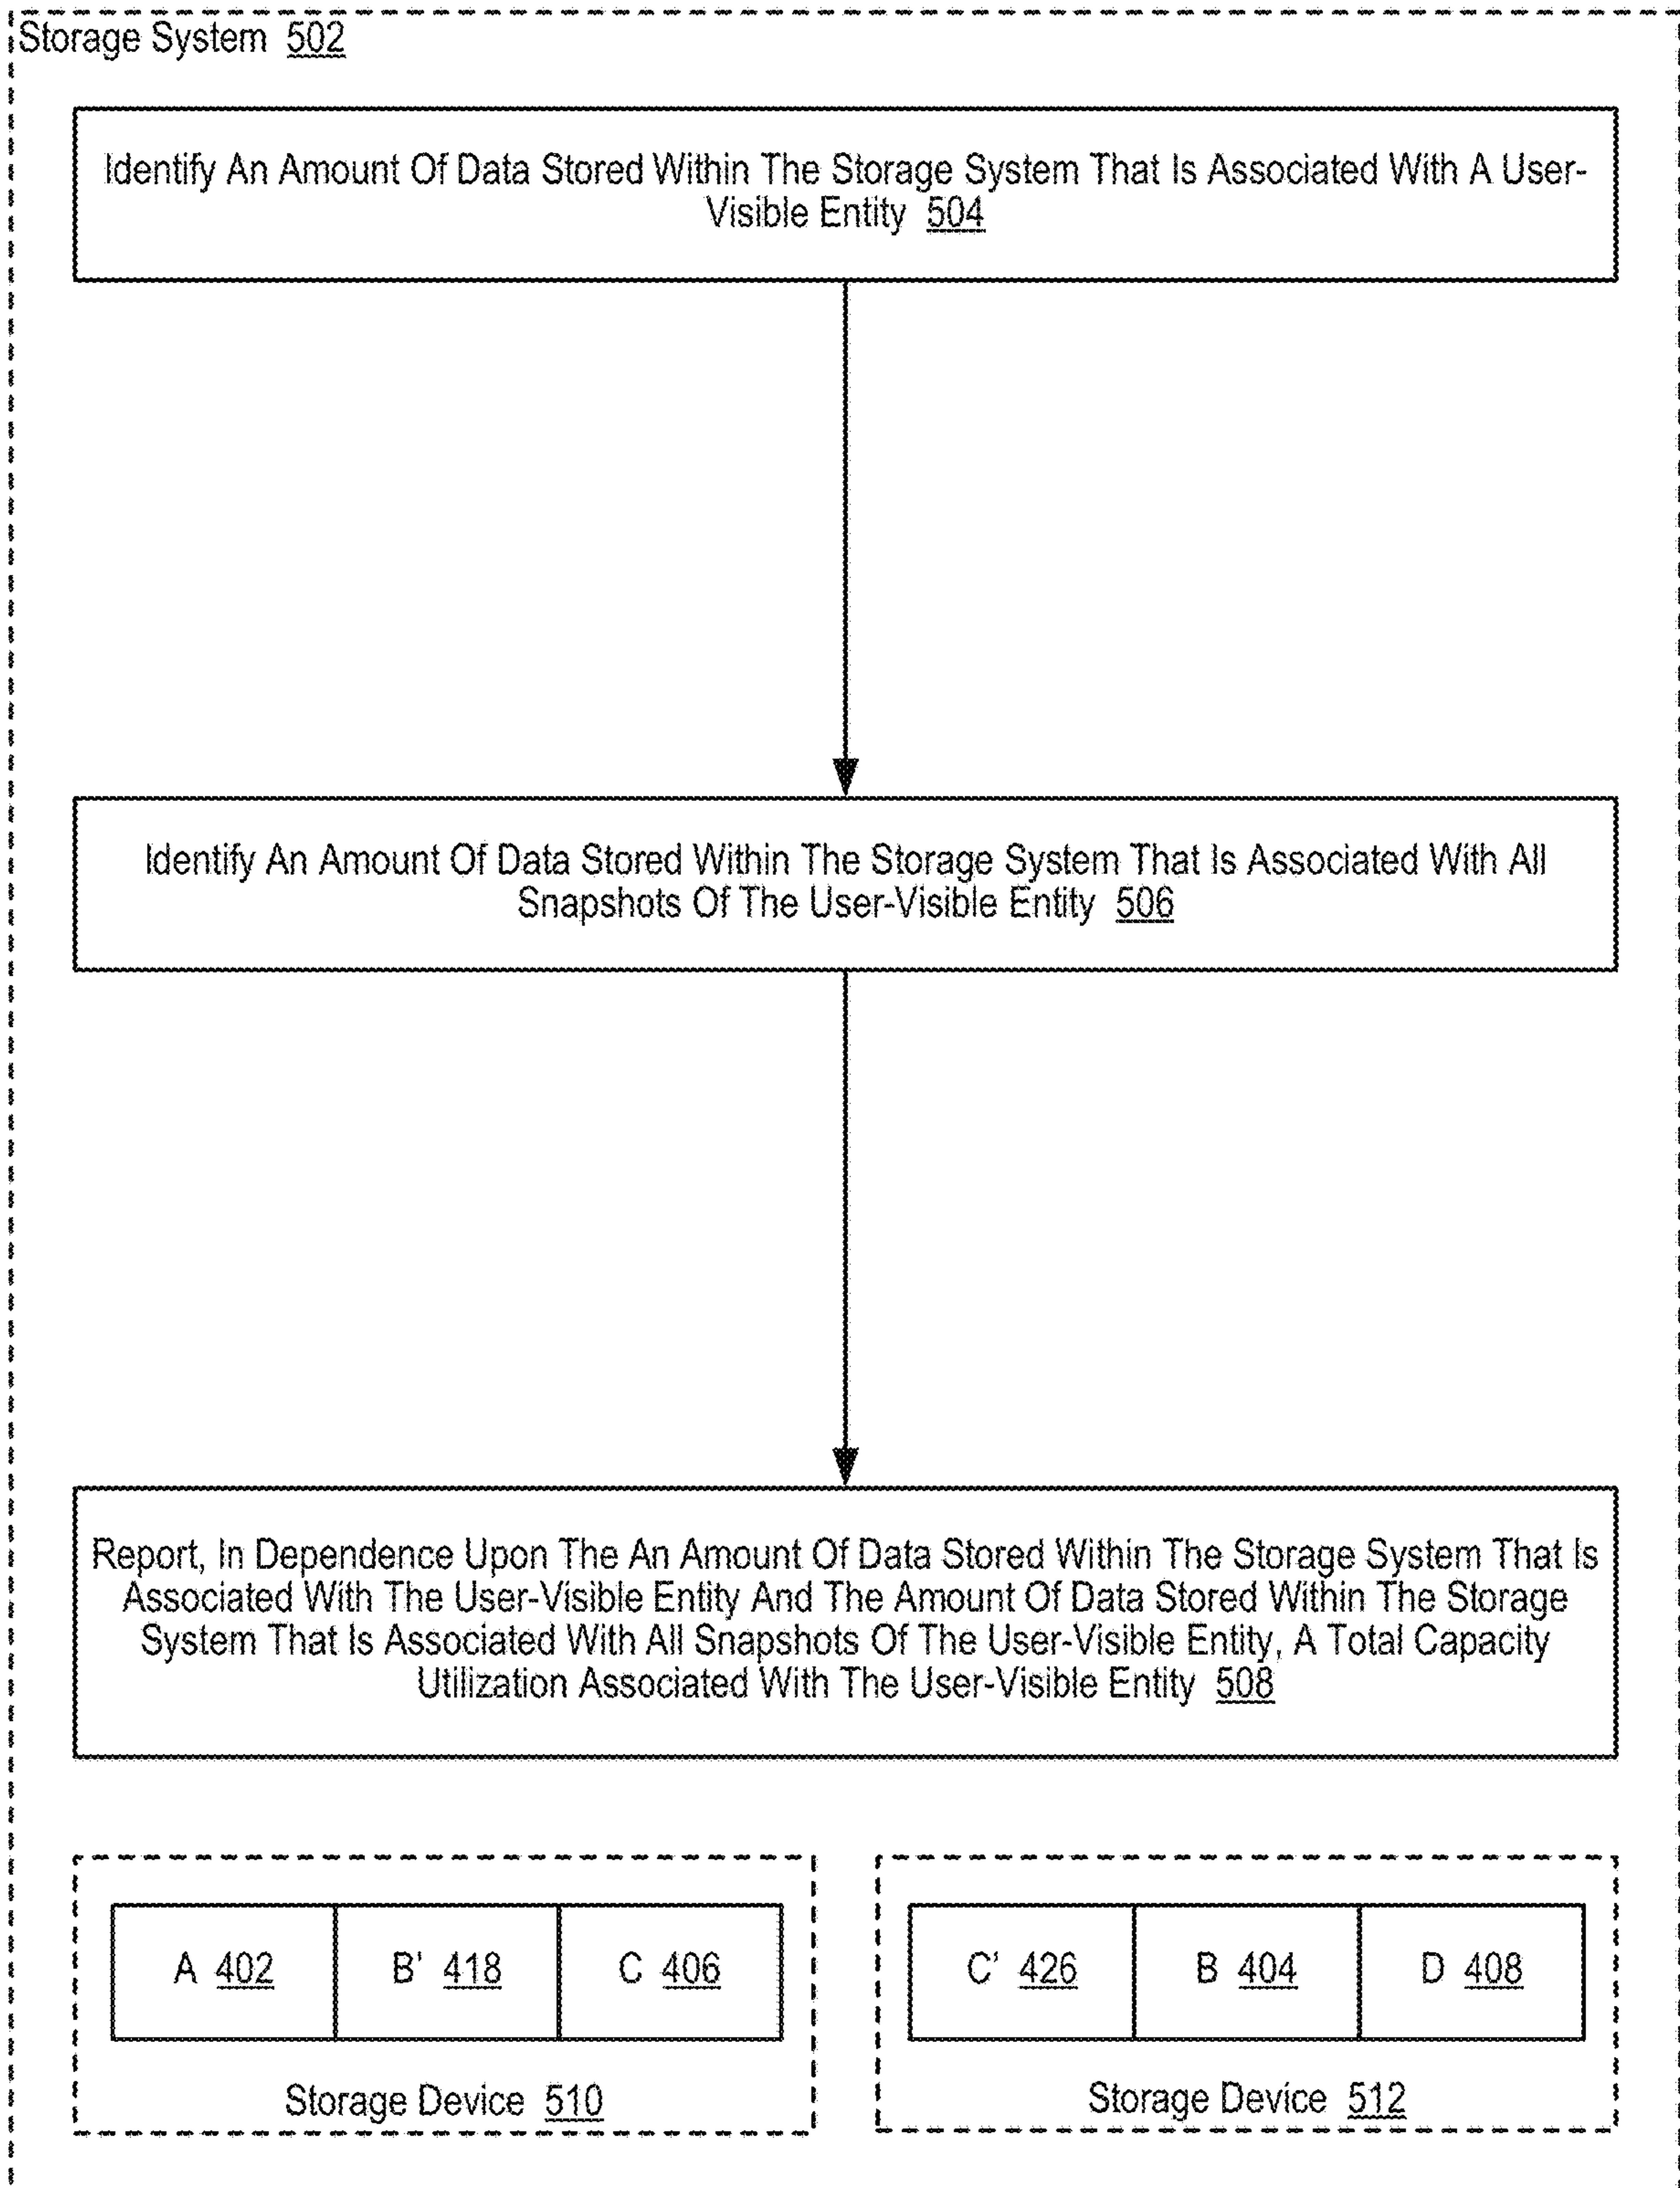 Storage System 502
Identify An Amount Of Data Stored Within The Storage System That Is Associated With A User-
Visible Entity 504
Identify An Amount Of Data Stored Within The Storage System That Is Associated With All
Snapshots Of The User-Visible Entity 506
Report, In Dependence Upon The An Amount Of Data Stored Within The Storage System That Is
Associated With The User-Visible Entity And The Amount Of Data Stored Within The Storage
System That Is Associated With All Snapshots Of The User-Visible Entity, A Total Capacity
Utilization Associated With The User-Visible Entity 508
A 402 B' 418 C 406
Storage Device 510
C' 426 B 404 D 408
Storage Device 512